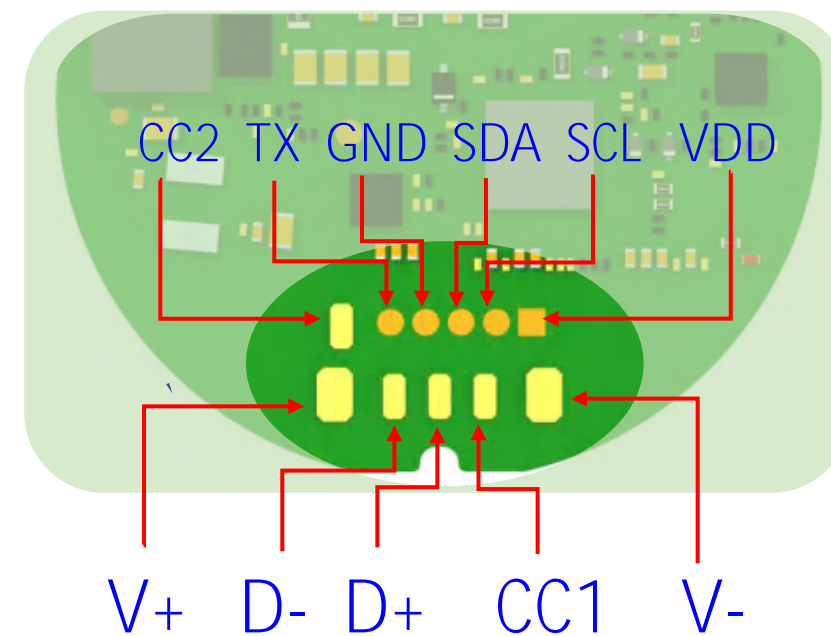 CC2 TX GND SDA SCL VDD
V+ D- D+ CC1 V-